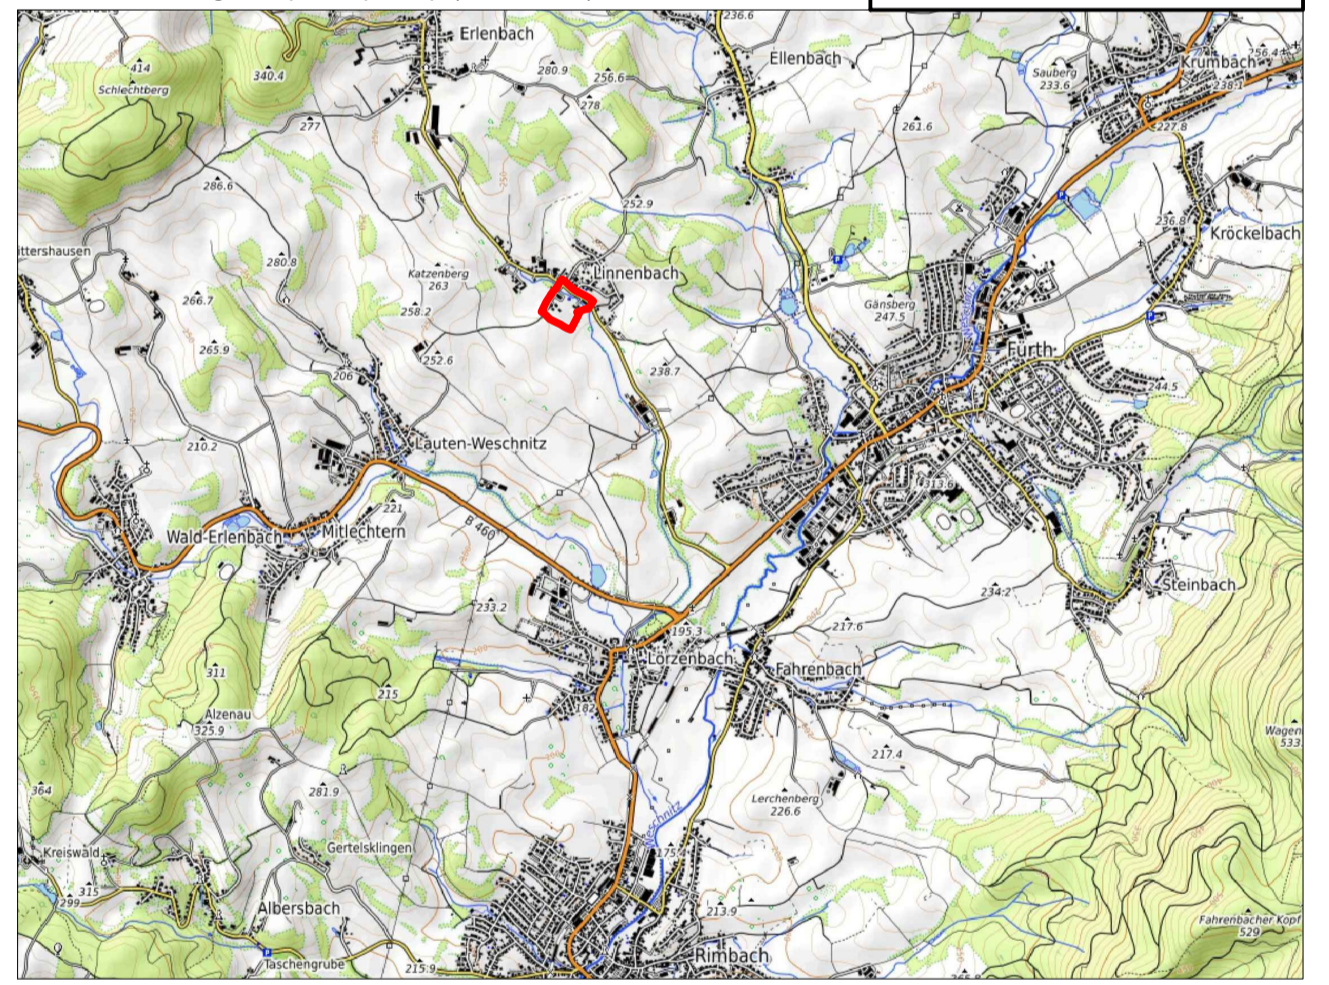 236.6
Erlenbach
Ellenbach
Krumbach
256.4
414
Schlechtberg
340.4
280.9
256.6
Sauberg
233.6
238.1
278
277
261.6
227.8
286.6
252.9
236.8
Kröckelbach
ittershausen
280.8
Katzenberg
263
Linnenbach
266.7
258.2
Gänsberg
247.5
265.9
252.6
Fürth
206
238.7
244.5
210.2
Lauten-Weschnitz
313.6
221
B 460
Wald-Erlenbach
Mitlechtern
233.2
234.2
Steinbach
195.3
217.6
Lörzenbach
Fahrenbach
311
215
Alzenau
325.9
Wagen
533
217.4
364
281.9
Lerchenberg
226.6
Weschnitz
Gertelsklingen
Kreiswald
175.4
315
299
Albersbach
213.9
Fahrenbacher Kopf
529
Taschengrube
215.9
Rimbach